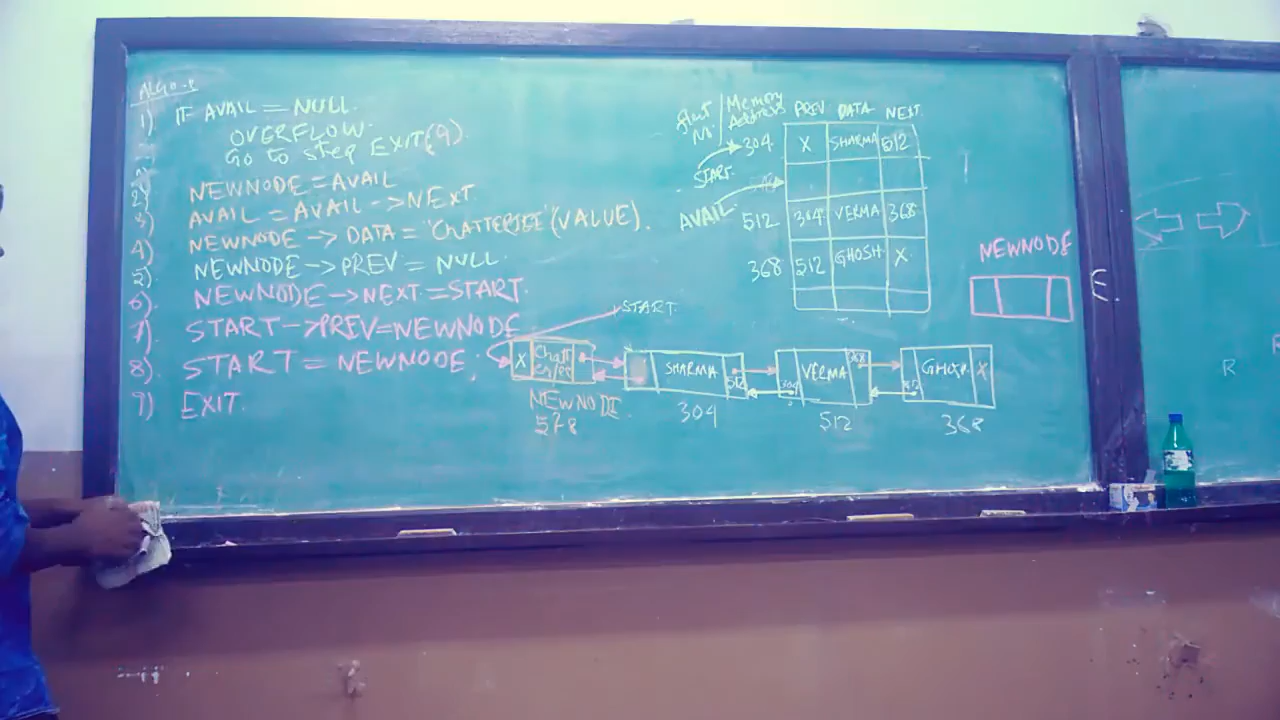 1) IF AVAIL = NULL
OVERFLOW.
Go to step EXIT(9)
2) NEWNODE = AVAIL
3) AVAIL = AVAIL -> NEXT
4) NEWNODE -> DATA = "Chatterjee" (VALUE).
5) NEWNODE -> PREV = NULL.
6) NEWNODE -> NEXT = START.
7) START -> PREV = NEWNODE
8) START = NEWNODE.
9) EXIT.
Memory Address PREV DATA NEXT
304 X SHARMA 512
START.
AVAIL.
512 304 VERMA 368
368 512 GHOSH X
NEWNODE
START.
X SHARMA 512 VERMA 368 X
NEWNODE 304 512 368
E.
R